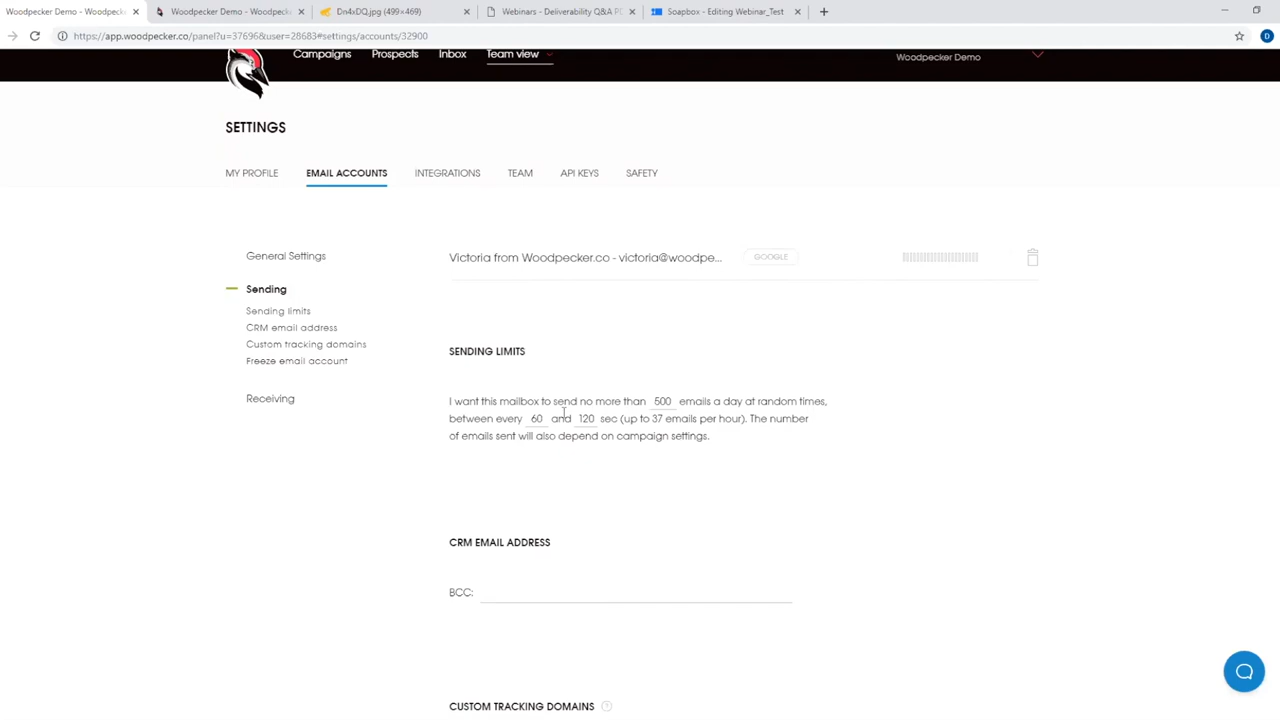 Woodpecker Demo - Woodpeck
Woodpecker Demo - Woodpeck
Dn4xDQ.jpg (499×469)
Webinars - Deliverability Q&A PC
Soapbox - Editing Webinar_Test
https://app.woodpecker.co/panel?u=37696&user=28683#settings/accounts/32900
D
Campaigns
Prospects
Inbox
Team view
Woodpecker Demo
SETTINGS
MY PROFILE
EMAIL ACCOUNTS
INTEGRATIONS
TEAM
API KEYS
SAFETY
General Settings
Sending
Sending limits
CRM email address
Custom tracking domains
Freeze email account
Receiving
Victoria from Woodpecker.co - victoria@woodpe...
GOOGLE
SENDING LIMITS
I want this mailbox to send no more than 500 emails a day at random times,
between every 60 and 120 sec (up to 37 emails per hour). The number
of emails sent will also depend on campaign settings.
CRM EMAIL ADDRESS
BCC:
CUSTOM TRACKING DOMAINS ?